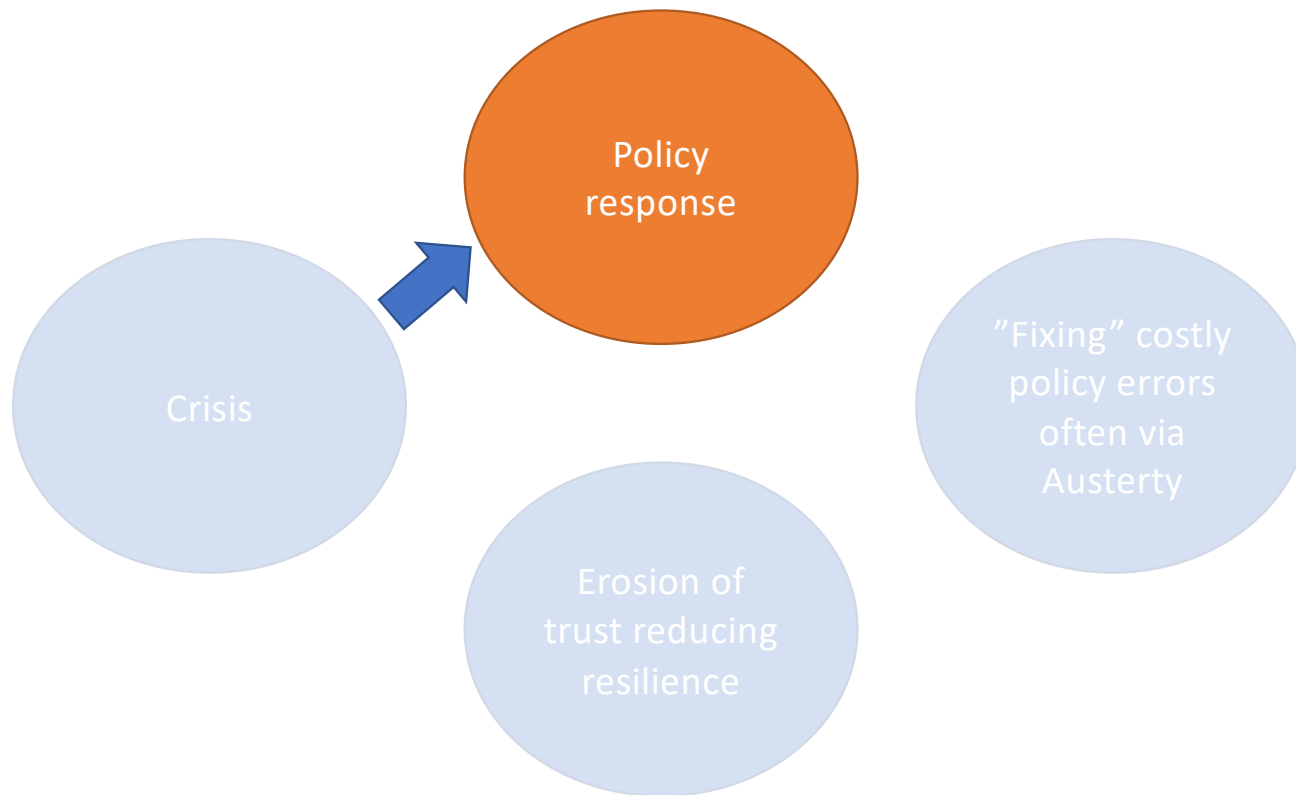 Policy
response
Crisis
”Fixing” costly
policy errors
often via
Austerty
Erosion of
trust reducing
resilience